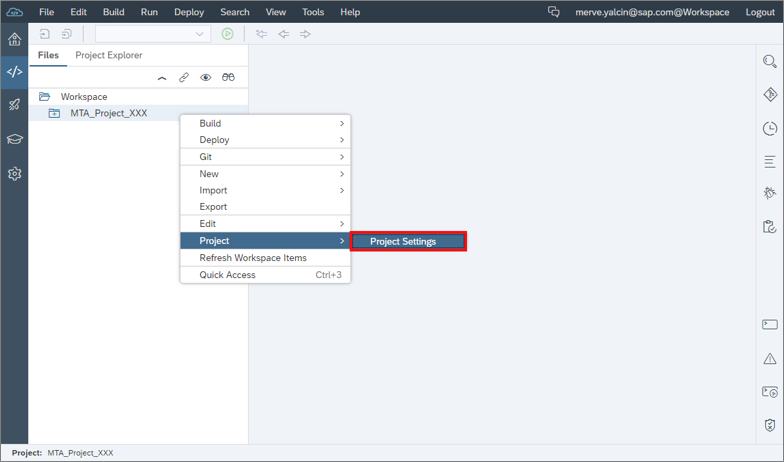 File Edit Build Run Deploy Search View Tools Help merve.yalcin@sap.com@Workspace Logout
Files Project Explorer
Workspace
MTA_Project_XXX
Build
Deploy
Git
New
Import
Export
Edit
Project
Project Settings
Refresh Workspace Items
Quick Access Ctrl+3
Project: MTA_Project_XXX